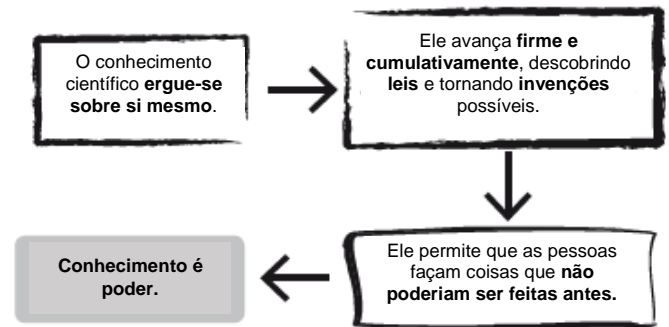 O conhecimento
científico ergue-se
sobre si mesmo.
Ele avança firme e
cumulativamente, descobrindo
leis e tornando invenções
possíveis.
Ele permite que as pessoas
façam coisas que não
poderiam ser feitas antes.
Conhecimento é
poder.